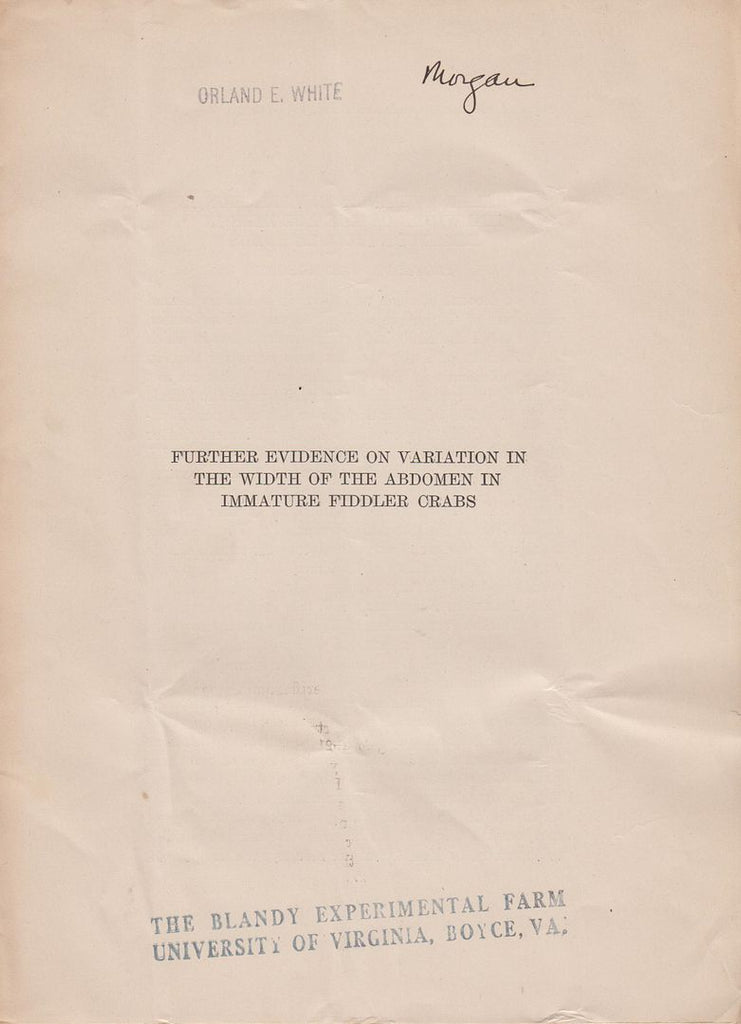 ORLAND E. WHITE
Morgan
FURTHER EVIDENCE ON VARIATION IN
THE WIDTH OF THE ABDOMEN IN
IMMATURE FIDDLER CRABS
THE BLANDY EXPERIMENTAL FARM
UNIVERSITY OF VIRGINIA, BOYCE, VA.